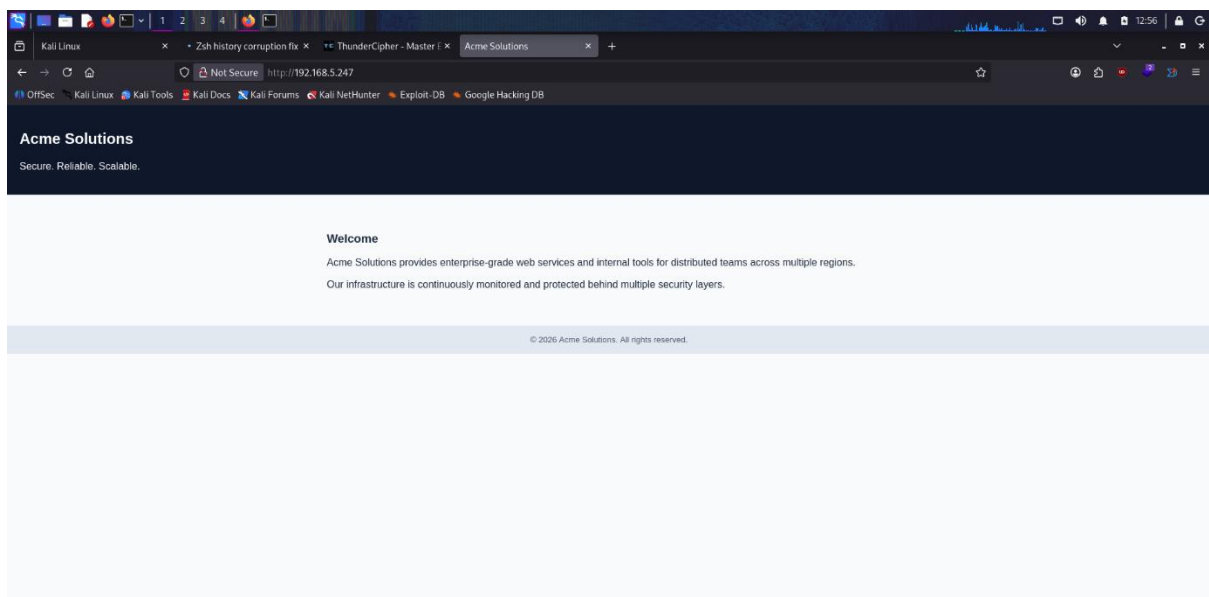 1 2 3 4 12:56
Kali Linux × Zsh history corruption fix × TC ThunderCipher - Master E × Acme Solutions × +
Not Secure http://192.168.5.247
OffSec Kali Linux Kali Tools Kali Docs Kali Forums Kali NetHunter Exploit-DB Google Hacking DB
Acme Solutions
Secure. Reliable. Scalable.
Welcome
Acme Solutions provides enterprise-grade web services and internal tools for distributed teams across multiple regions.
Our infrastructure is continuously monitored and protected behind multiple security layers.
© 2026 Acme Solutions. All rights reserved.